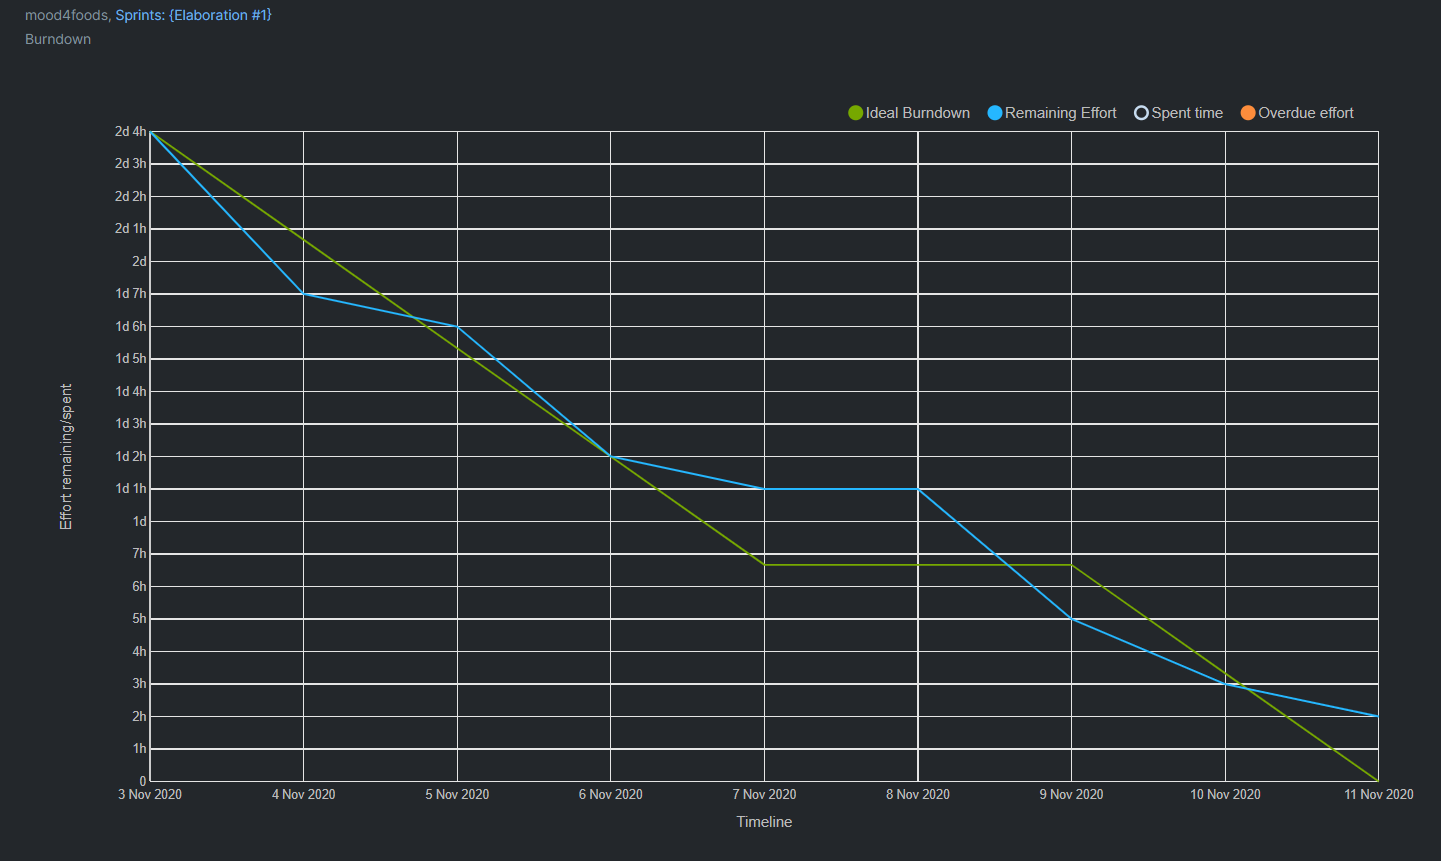 mood4foods, Sprints: {Elaboration #1}
Burndown
Ideal Burndown Remaining Effort Spent time Overdue effort
2d 4h
2d 3h
2d 2h
2d 1h
2d
1d 7h
1d 6h
1d 5h
1d 4h
1d 3h
1d 2h
1d 1h
1d
7h
6h
5h
4h
3h
2h
1h
0
Effort remaining/spent
3 Nov 2020 4 Nov 2020 5 Nov 2020 6 Nov 2020 7 Nov 2020 8 Nov 2020 9 Nov 2020 10 Nov 2020 11 Nov 2020
Timeline